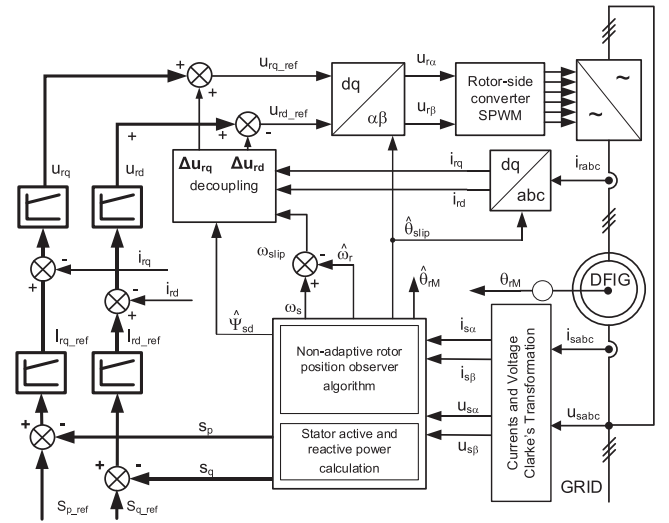 u_rq_ref
u_rd_ref
dq
αβ
u_rα
u_rβ
Rotor-side
converter
SPWM
~
~
u_rq
u_rd
Δu_rq Δu_rd
decoupling
i_rq
i_rd
dq
abc
i_rabc
i_rq
i_rd
ω_slip
ω̂_r
θ̂_slip
θ̂_rM
θ_rM
DFIG
ω_s
Ψ̂_sd
I_rq_ref
I_rd_ref
Non-adaptive rotor
position observer
algorithm
i_sα
i_sβ
u_sα
u_sβ
Currents and Voltage
Clarke's Transformation
i_sabc
u_sabc
Stator active and
reactive power
calculation
s_p
s_q
S_p_ref
S_q_ref
GRID